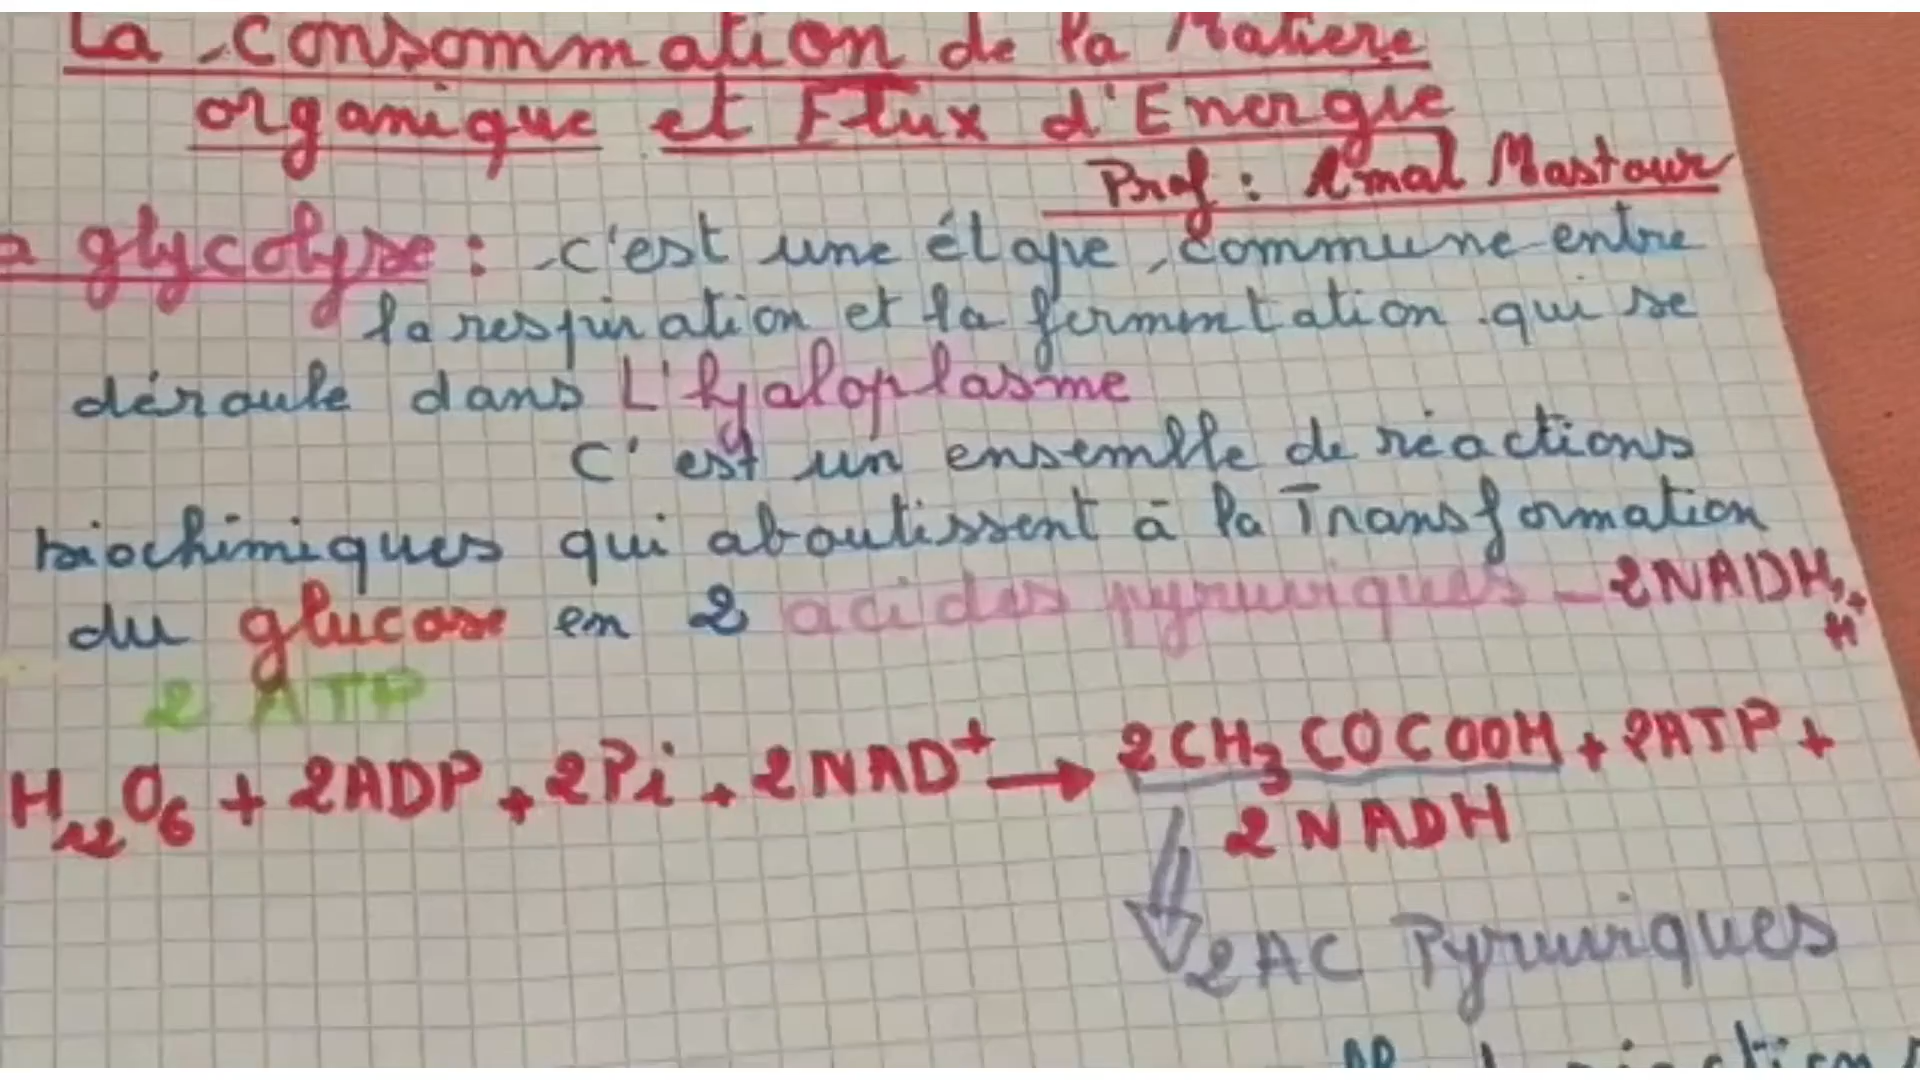 La consommation de la Matiere
organique et Flux d'Energie
Prof : Amal Mastour
a glycolyse : c'est une étape commune entre
la respiration et la fermentation qui se
déroule dans L'hyaloplasme
C'est un ensemble de réactions
biochimiques qui aboutissent à la Transformation
du glucose en 2 acides pyruviques - 2NADH,H+
2 ATP
H12O6 + 2ADP + 2Pi + 2NAD+ → 2CH3COCOOH + 2ATP +
2NADH
2AC Pyruviques